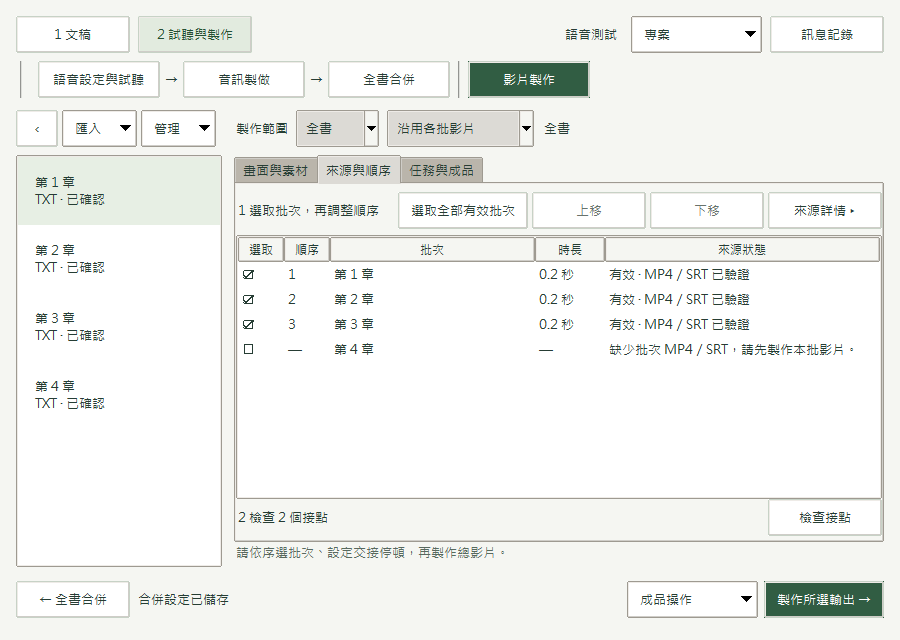 1 文稿
2 試聽與製作
語音測試
專案
訊息記錄
語音設定與試聽
→
音訊製做
→
全書合併
影片製作
‹
匯入
管理
製作範圍
全書
沿用各批影片
全書
第 1 章
TXT · 已確認
第 2 章
TXT · 已確認
第 3 章
TXT · 已確認
第 4 章
TXT · 已確認
畫面與素材
來源與順序
任務與成品
1 選取批次，再調整順序
選取全部有效批次
上移
下移
來源詳情 ▸
選取 順序 批次 時長 來源狀態
☑ 1 第 1 章 0.2 秒 有效 · MP4 / SRT 已驗證
☑ 2 第 2 章 0.2 秒 有效 · MP4 / SRT 已驗證
☑ 3 第 3 章 0.2 秒 有效 · MP4 / SRT 已驗證
☐ — 第 4 章 — 缺少批次 MP4 / SRT，請先製作本批影片。
2 檢查 2 個接點
檢查接點
請依序選批次、設定交接停頓，再製作總影片。
← 全書合併
合併設定已儲存
成品操作
製作所選輸出 →